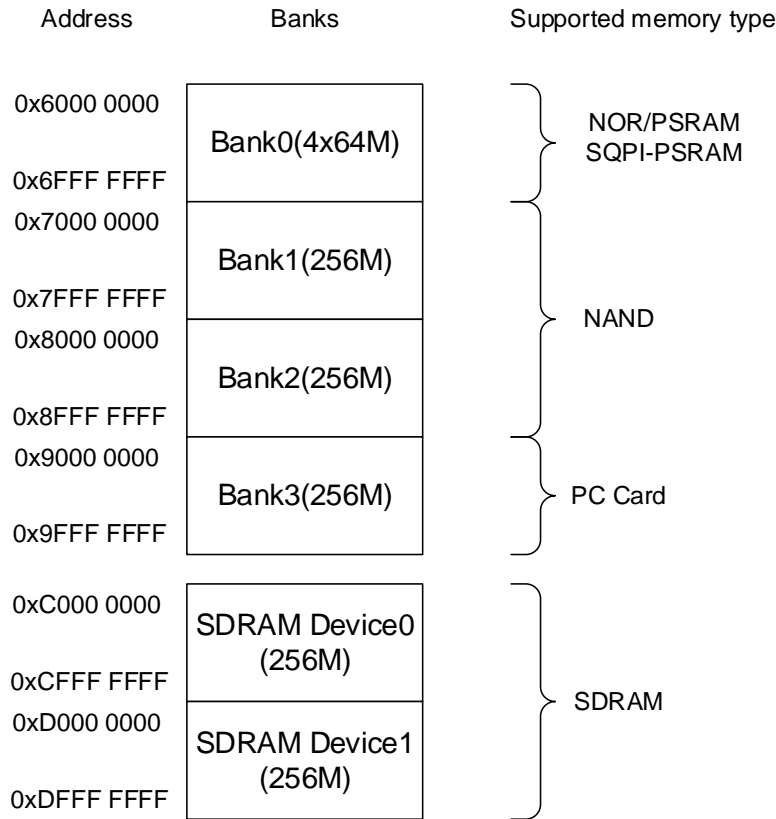 Address Banks Supported memory type
0x6000 0000
Bank0(4x64M)
NOR/PSRAM
SQPI-PSRAM
0x6FFF FFFF
0x7000 0000
Bank1(256M)
0x7FFF FFFF
NAND
0x8000 0000
Bank2(256M)
0x8FFF FFFF
0x9000 0000
Bank3(256M)
PC Card
0x9FFF FFFF
0xC000 0000
SDRAM Device0
(256M)
0xCFFF FFFF
SDRAM
0xD000 0000
SDRAM Device1
(256M)
0xDFFF FFFF